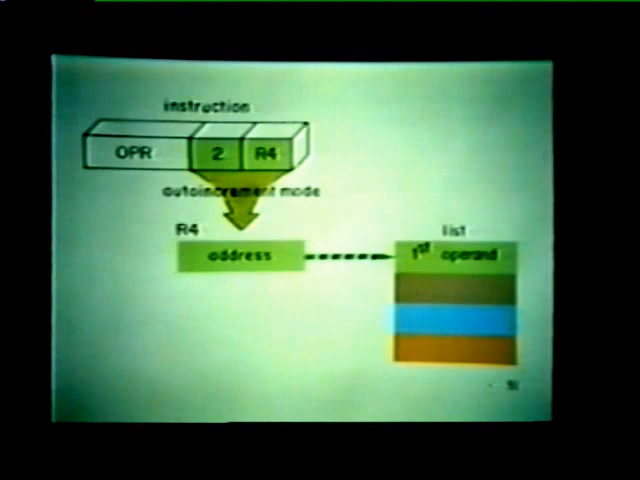 instruction
OPR 2 R4
autoincrement mode
R4
list
address
1st operand